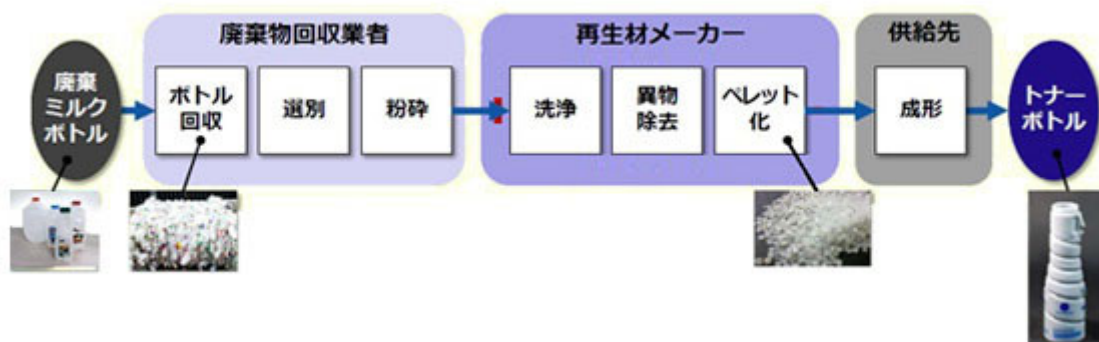 廃棄物回収業者
再生材メーカー
供給先
廃棄
ミルク
ボトル
ボトル
回収
選別
粉砕
洗浄
異物
除去
ペレット
化
成形
トナー
ボトル